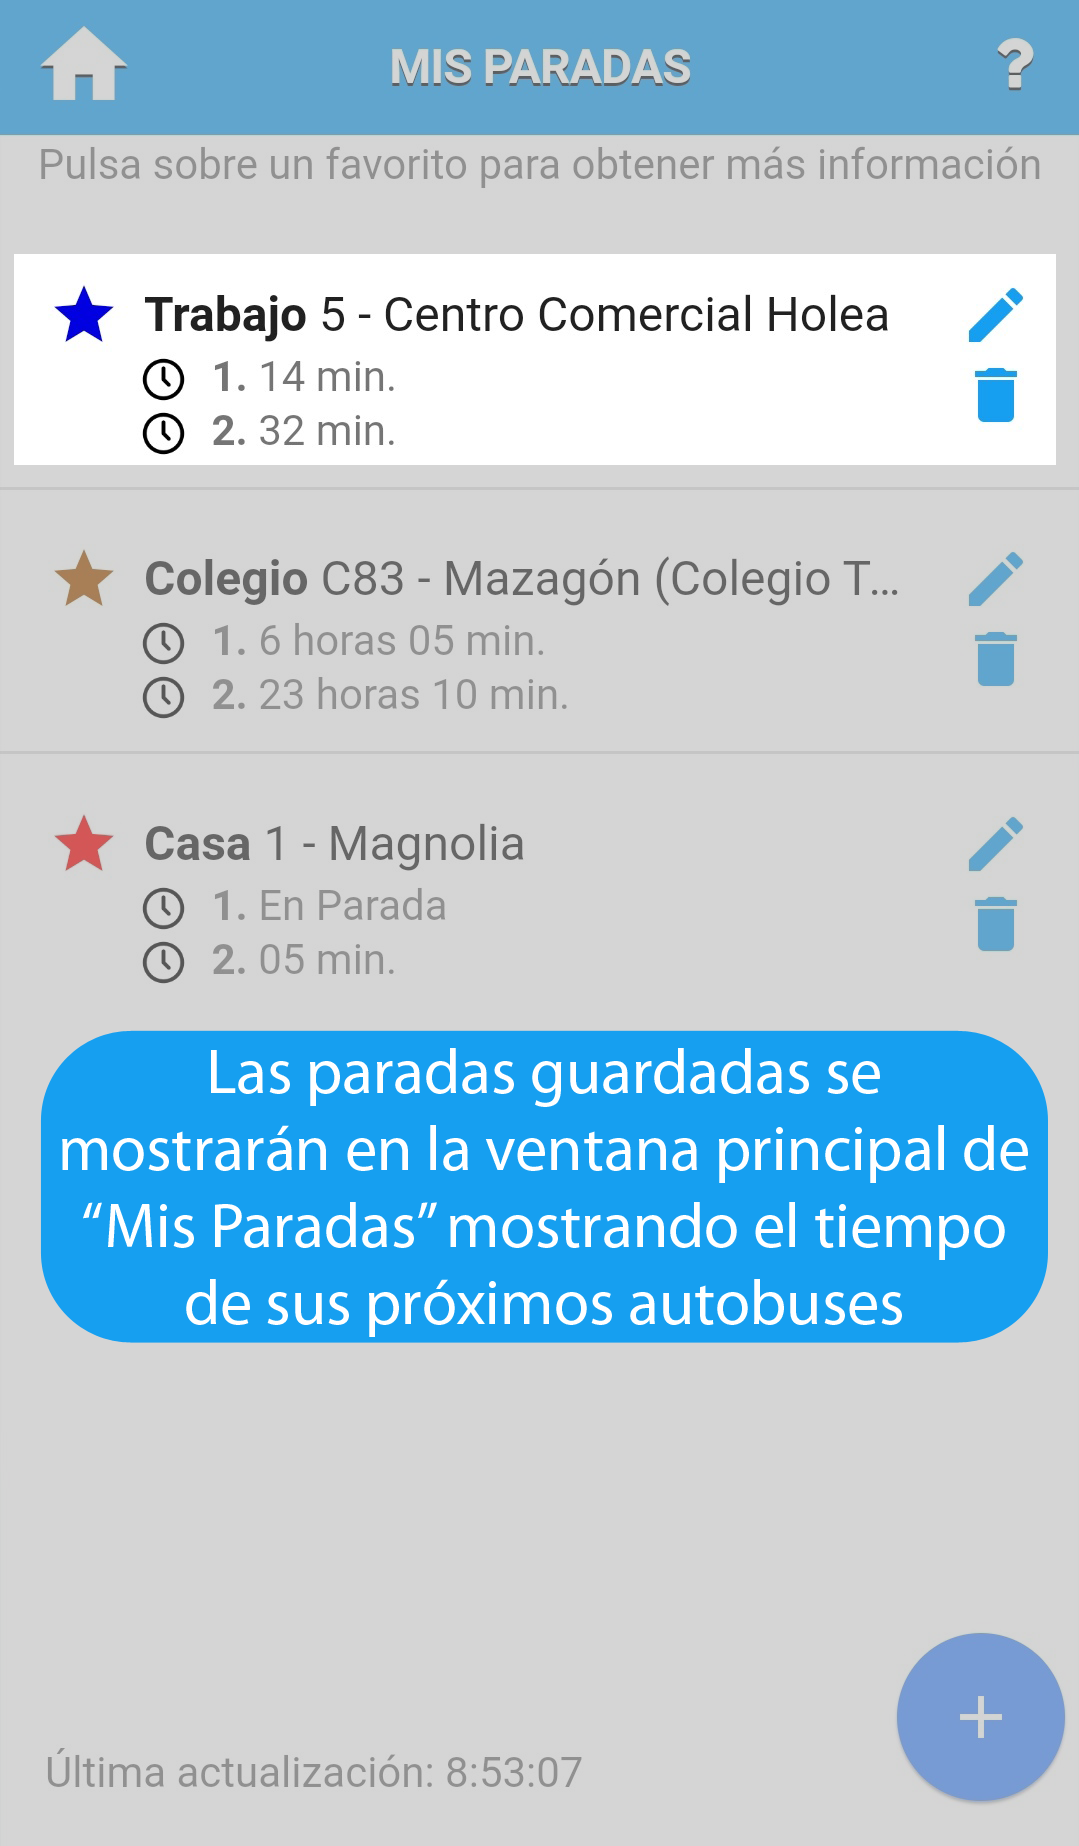 MIS PARADAS
?
Pulsa sobre un favorito para obtener más información
Trabajo 5 - Centro Comercial Holea
1. 14 min.
2. 32 min.
Colegio C83 - Mazagón (Colegio T...
1. 6 horas 05 min.
2. 23 horas 10 min.
Casa 1 - Magnolia
1. En Parada
2. 05 min.
Las paradas guardadas se
mostrarán en la ventana principal de
“Mis Paradas” mostrando el tiempo
de sus próximos autobuses
+
Última actualización: 8:53:07